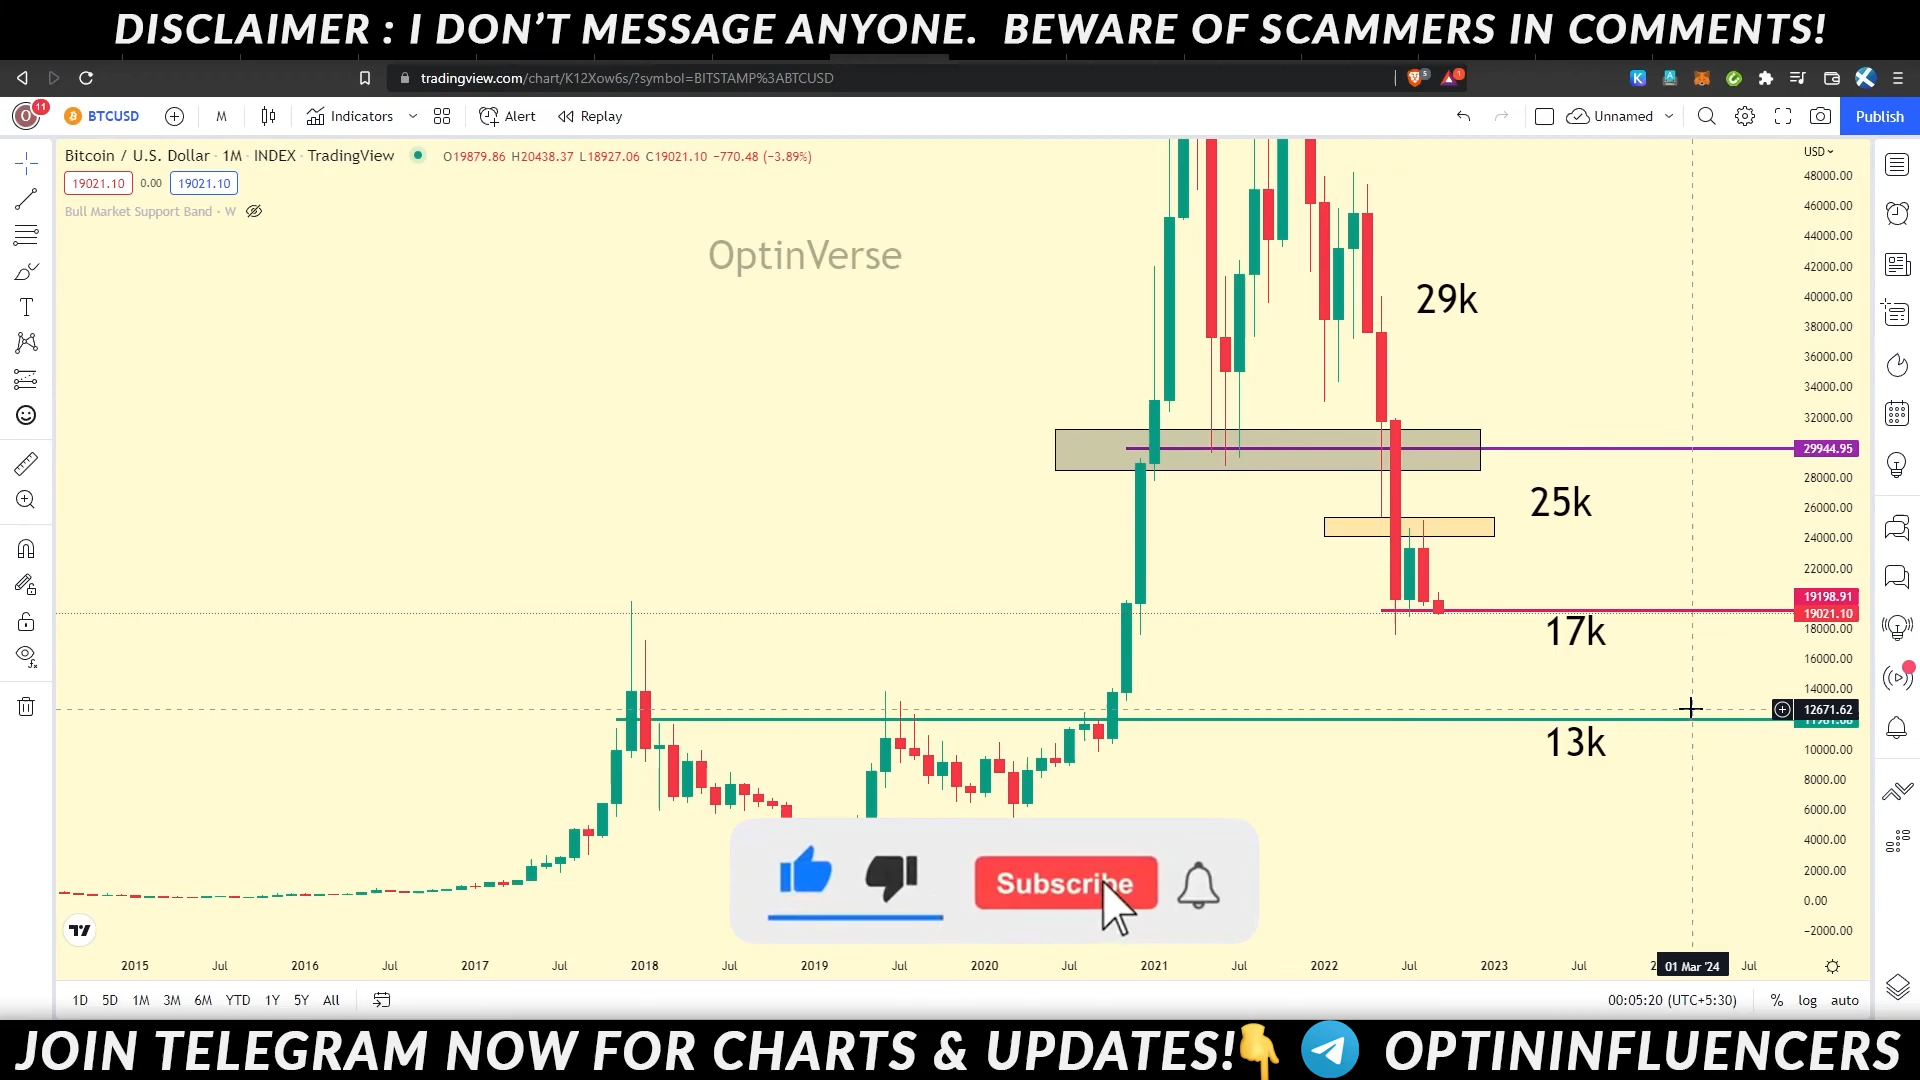 DISCLAIMER : I DON'T MESSAGE ANYONE.  BEWARE OF SCAMMERS IN COMMENTS!
tradingview.com/chart/K12Xow6s/?symbol=BITSTAMP%3ABTCUSD
5
1
11
BTCUSD
M
Indicators
Alert
Replay
Unnamed
Publish
Bitcoin / U.S. Dollar · 1M · INDEX · TradingView
O19879.86 H20438.37 L18927.06 C19021.10 −770.48 (−3.89%)
USD
19021.10
0.00
19021.10
Bull Market Support Band · W
OptinVerse
48000.00
46000.00
44000.00
42000.00
40000.00
38000.00
36000.00
34000.00
32000.00
29944.95
28000.00
26000.00
24000.00
22000.00
19198.91
19021.10
18000.00
16000.00
14000.00
12671.62
10000.00
8000.00
6000.00
4000.00
2000.00
0.00
−2000.00
29k
25k
17k
13k
Subscribe
2015
Jul
2016
Jul
2017
Jul
2018
Jul
2019
Jul
2020
Jul
2021
Jul
2022
Jul
2023
Jul
01 Mar '24
Jul
1D 5D 1M 3M 6M YTD 1Y 5Y All
00:05:20 (UTC+5:30)
% log auto
JOIN TELEGRAM NOW FOR CHARTS & UPDATES!👇 OPTININFLUENCERS